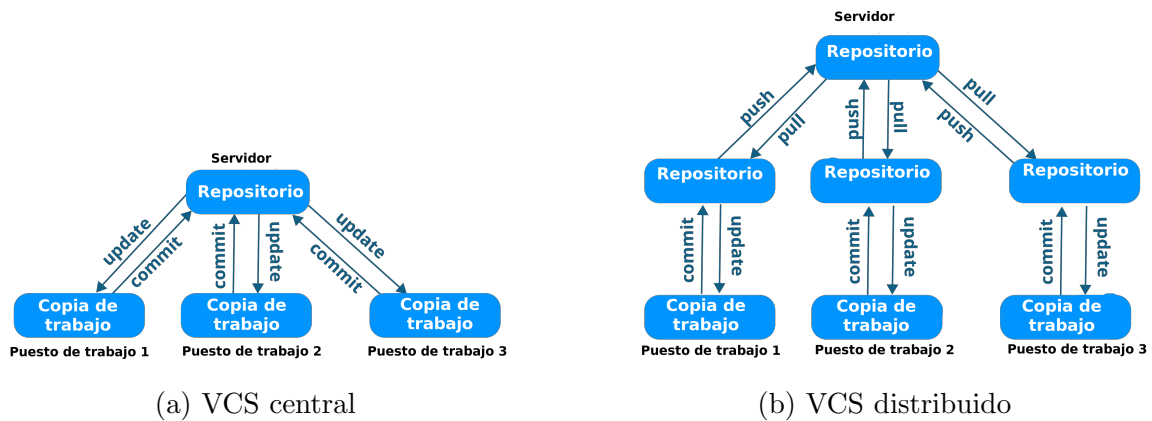 Servidor
Repositorio
update
commit
commit
update
update
commit
Copia de
trabajo
Copia de
trabajo
Copia de
trabajo
Puesto de trabajo 1
Puesto de trabajo 2
Puesto de trabajo 3
(a) VCS central
Servidor
Repositorio
push
pull
push
pull
pull
push
Repositorio
Repositorio
Repositorio
commit
update
commit
update
commit
update
Copia de
trabajo
Copia de
trabajo
Copia de
trabajo
Puesto de trabajo 1
Puesto de trabajo 2
Puesto de trabajo 3
(b) VCS distribuido